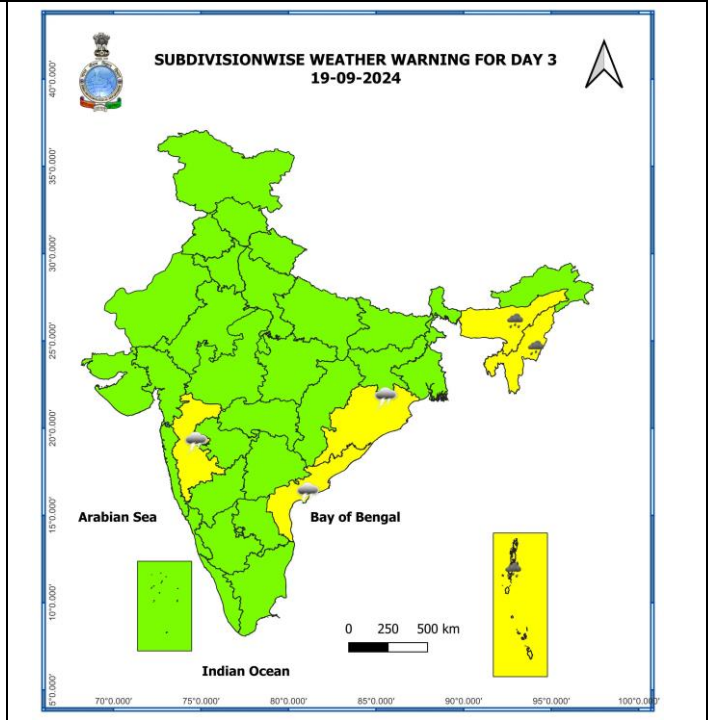 SUBDIVISIONWISE WEATHER WARNING FOR DAY 3
19-09-2024
40°0.000'
35°0.000'
30°0.000'
25°0.000'
20°0.000'
15°0.000'
10°0.000'
5°0.000'
Arabian Sea
Bay of Bengal
0 250 500 km
Indian Ocean
70°0.000' 75°0.000' 80°0.000' 85°0.000' 90°0.000' 95°0.000' 100°0.000'